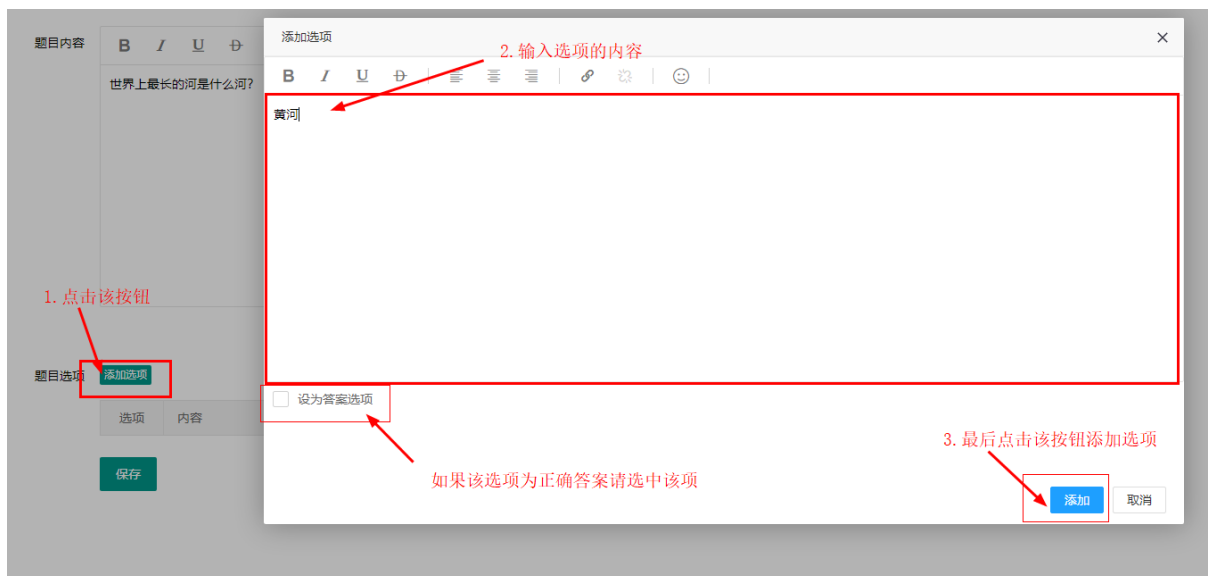 题目内容
B I U D
世界上最长的河是什么河?
添加选项
2.输入选项的内容
B I U D
黄河
1.点击该按钮
题目选项
添加选项
选项 内容
保存
设为答案选项
如果该选项为正确答案请选中该项
3.最后点击该按钮添加选项
添加 取消